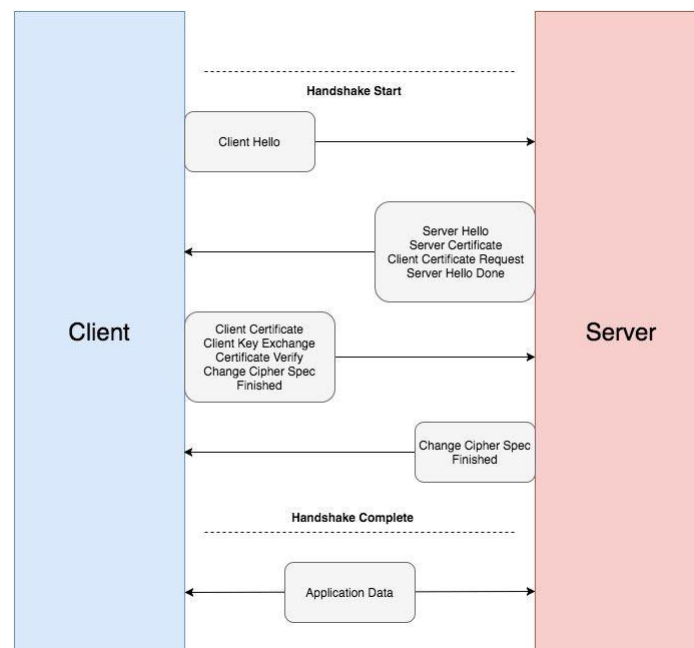 Handshake Start
Client Hello
Server Hello
Server Certificate
Client Certificate Request
Server Hello Done
Client
Server
Client Certificate
Client Key Exchange
Certificate Verify
Change Cipher Spec
Finished
Change Cipher Spec
Finished
Handshake Complete
Application Data